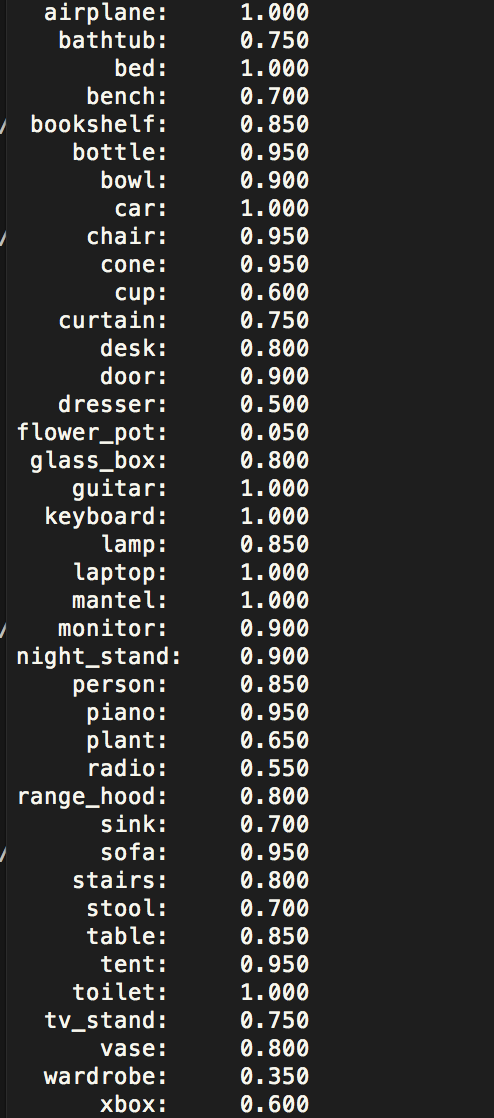 airplane: 1.000
bathtub: 0.750
bed: 1.000
bench: 0.700
bookshelf: 0.850
bottle: 0.950
bowl: 0.900
car: 1.000
chair: 0.950
cone: 0.950
cup: 0.600
curtain: 0.750
desk: 0.800
door: 0.900
dresser: 0.500
flower_pot: 0.050
glass_box: 0.800
guitar: 1.000
keyboard: 1.000
lamp: 0.850
laptop: 1.000
mantel: 1.000
monitor: 0.900
night_stand: 0.900
person: 0.850
piano: 0.950
plant: 0.650
radio: 0.550
range_hood: 0.800
sink: 0.700
sofa: 0.950
stairs: 0.800
stool: 0.700
table: 0.850
tent: 0.950
toilet: 1.000
tv_stand: 0.750
vase: 0.800
wardrobe: 0.350
xbox: 0.600